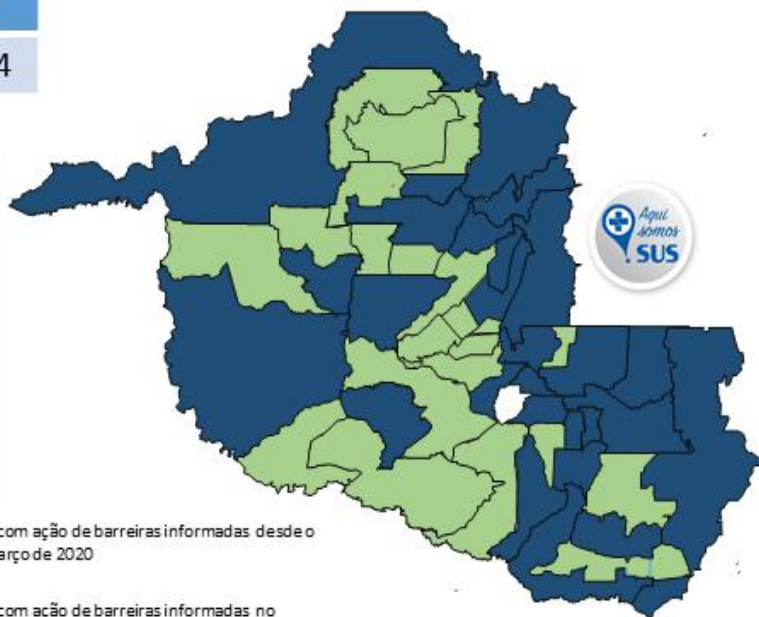 4
Aqui
somos
SUS
com ação de barreiras informadas desde o
arço de 2020
com ação de barreiras informadas no